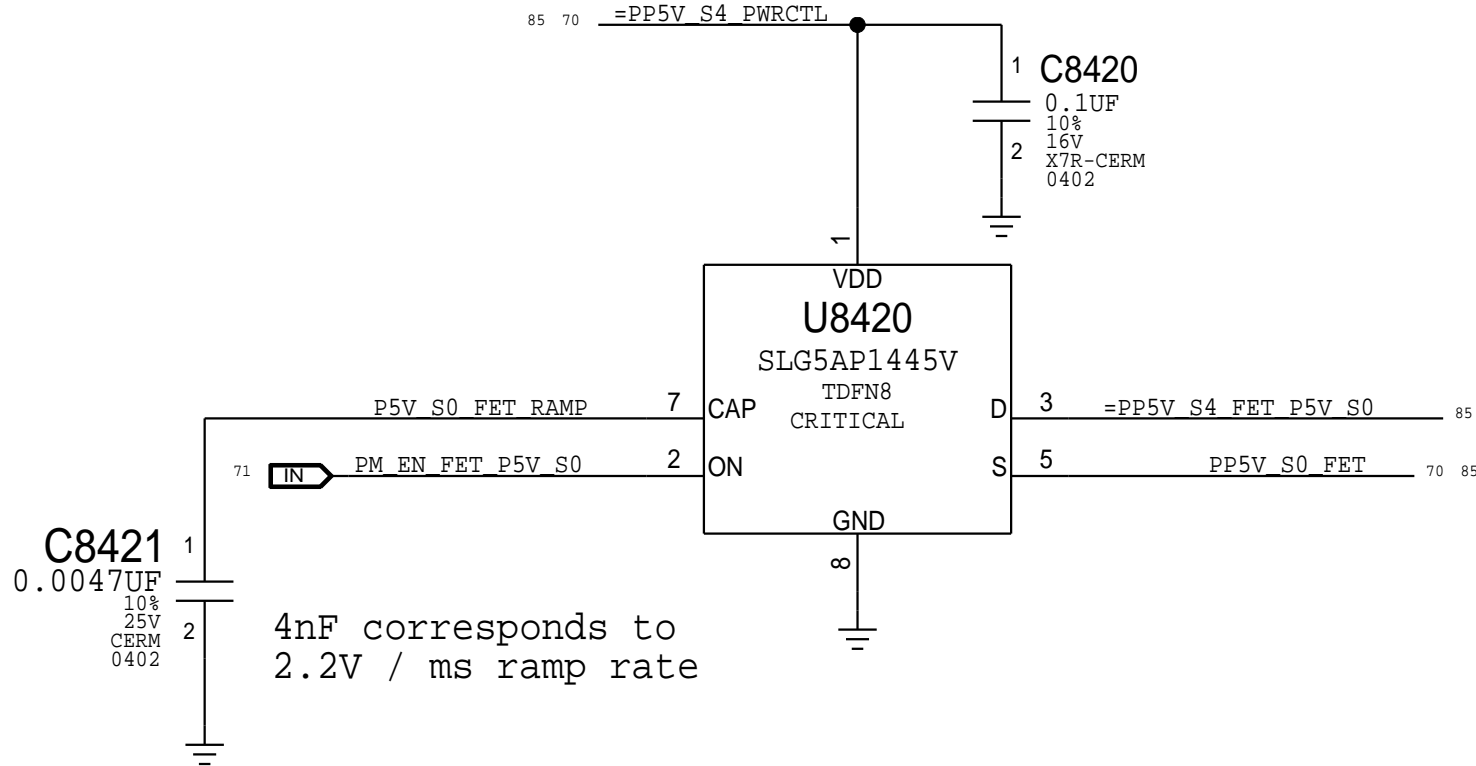 85 70 =PP5V_S4_PWRCTL
1 C8420
0.1UF
10%
16V
2 X7R-CERM
0402
1
VDD
U8420
SLG5AP1445V
TDFN8
CRITICAL
P5V_S0_FET_RAMP 7 CAP
D 3 =PP5V_S4_FET_P5V_S0 85
71 IN PM_EN_FET_P5V_S0 2 ON
S 5 PP5V_S0_FET 70 85
GND
8
C8421 1
0.0047UF
10%
25V
CERM 2
0402
4nF corresponds to
2.2V / ms ramp rate